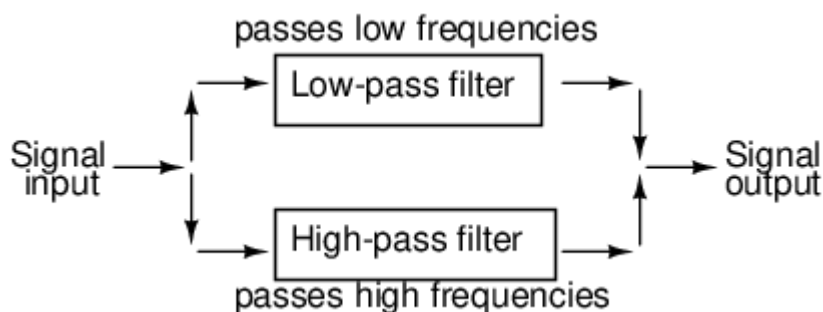 passes low frequencies
Low-pass filter
Signal
input
Signal
output
High-pass filter
passes high frequencies